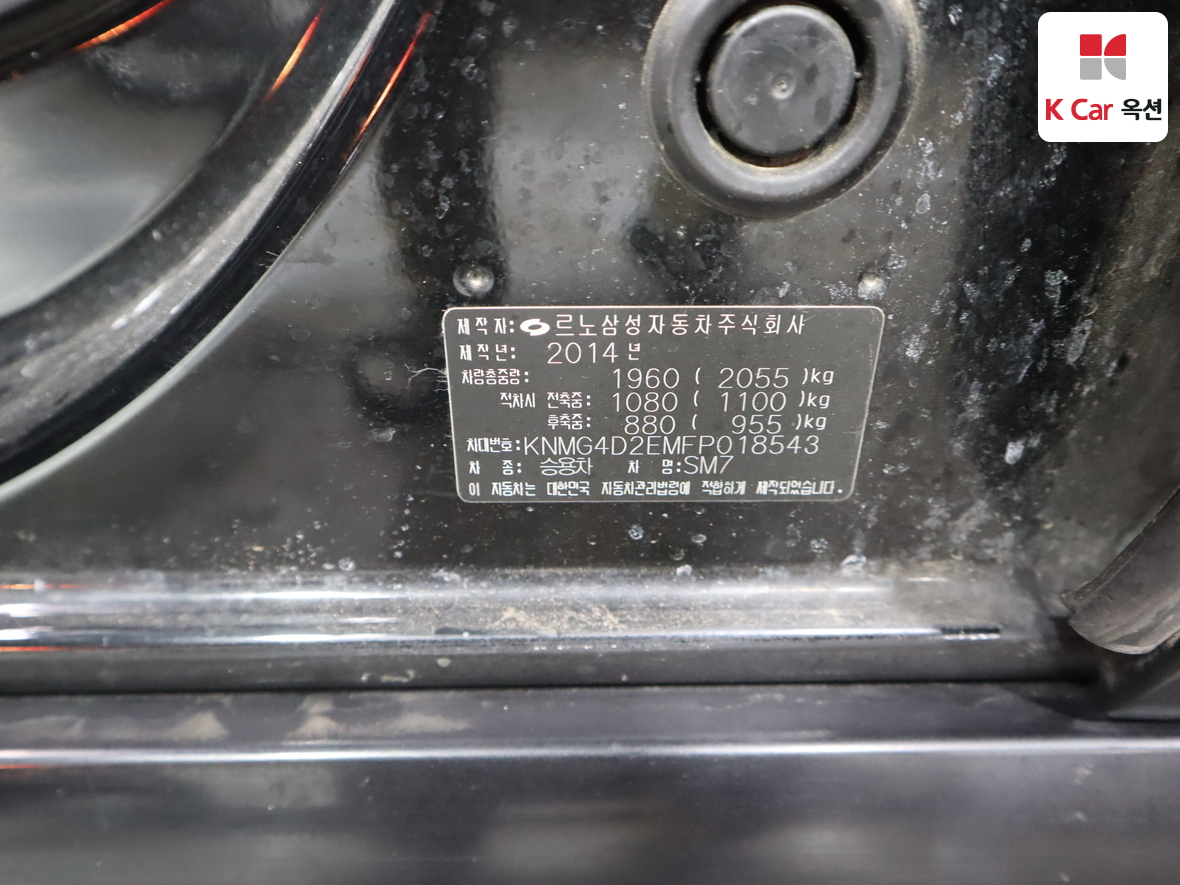 K Car 옥션
제작자: 르노삼성자동차주식회사
제작년: 2014 년
차량총중량: 1960 ( 2055 )kg
적차시 전축중: 1080 ( 1100 )kg
후축중: 880 ( 955 )kg
차대번호:KNMG4D2EMFP018543
차 종: 승용차 차 명:SM7
이 자동차는 대한민국 자동차관리법령에 적합하게 제작되었습니다.